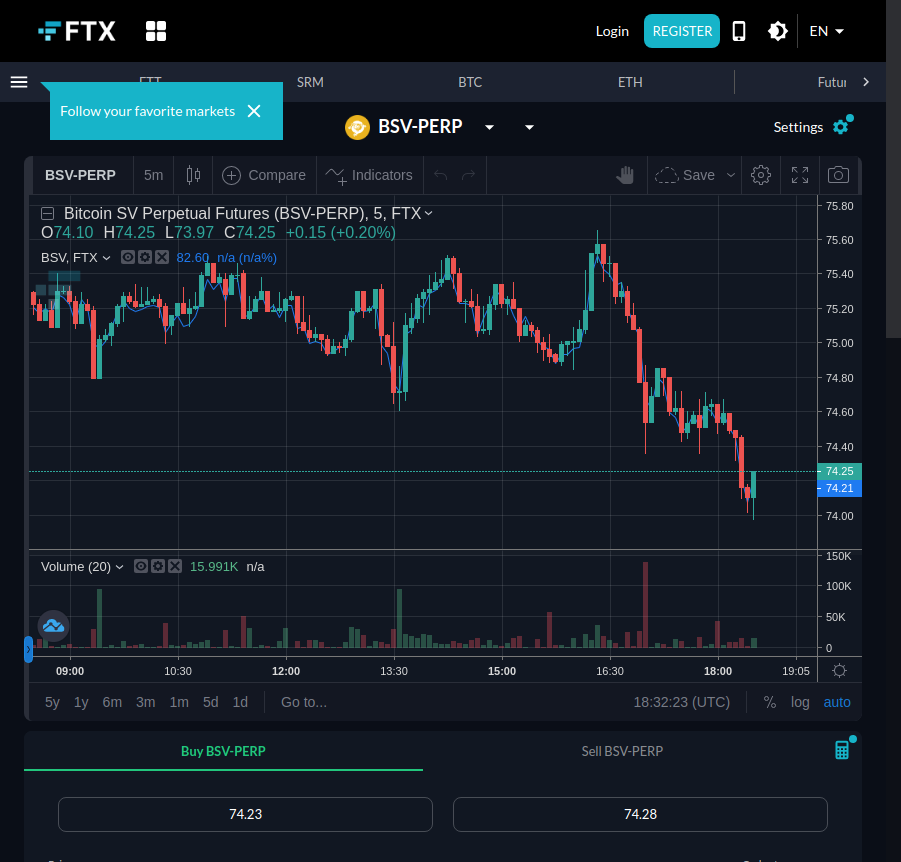 FTX
Login
REGISTER
EN
FTT
SRM
BTC
ETH
Futur
Follow your favorite markets
BSV-PERP
Settings
BSV-PERP
5m
Compare
Indicators
Save
Bitcoin SV Perpetual Futures (BSV-PERP), 5, FTX
O74.10 H74.25 L73.97 C74.25 +0.15 (+0.20%)
BSV, FTX 82.60 n/a (n/a%)
75.80
75.60
75.40
75.20
75.00
74.80
74.60
74.40
74.25
74.21
74.00
Volume (20) 15.991K n/a
150K
100K
50K
0
09:00 10:30 12:00 13:30 15:00 16:30 18:00 19:05
5y 1y 6m 3m 1m 5d 1d Go to... 18:32:23 (UTC) % log auto
Buy BSV-PERP
Sell BSV-PERP
74.23
74.28